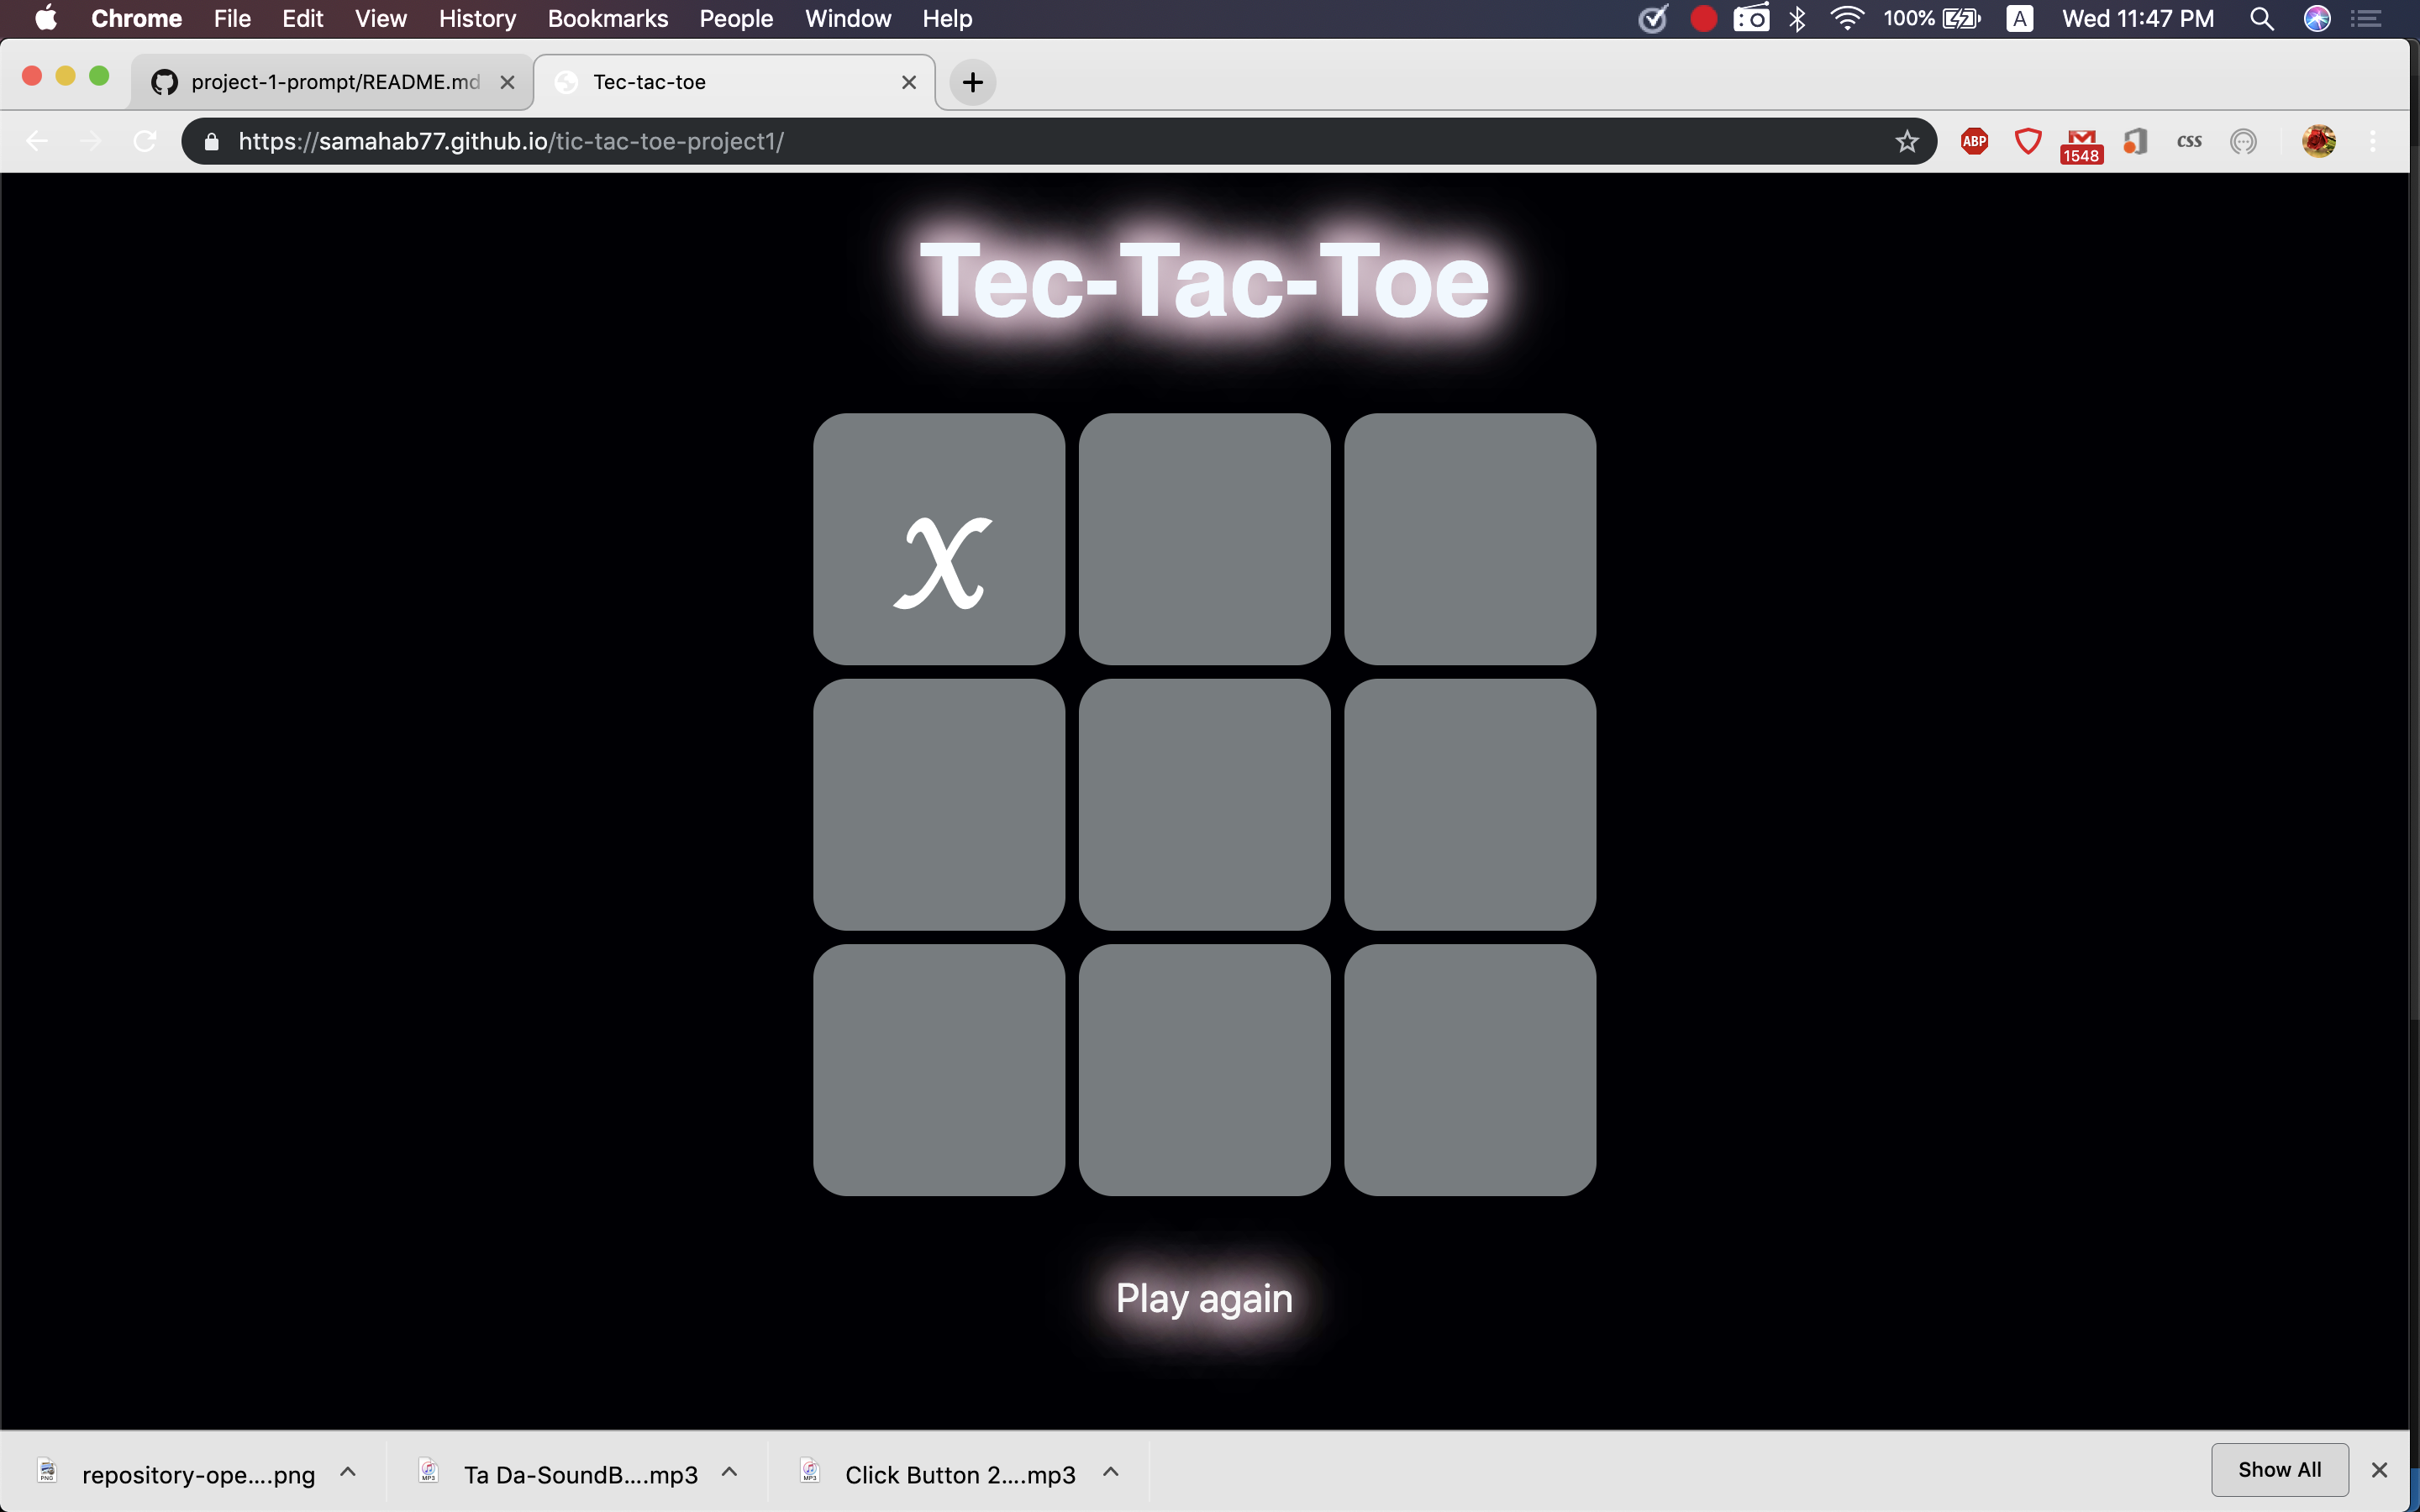 Chrome File Edit View History Bookmarks People Window Help 100% A Wed 11:47 PM
project-1-prompt/README.md Tec-tac-toe
https://samahab77.github.io/tic-tac-toe-project1/ ABP 1548 css
Tec-Tac-Toe
x
Play again
repository-ope....png Ta Da-SoundB....mp3 Click Button 2....mp3 Show All